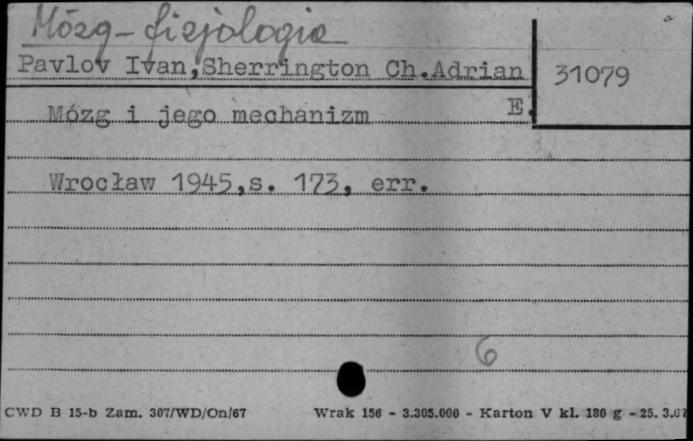 Mózg - fizjologia
Pavlov Ivan, Sherrington Ch. Adrian E.
31079
Mózg i jego mechanizm
Wrocław 1945, s. 173, err.
6
CWD B 15-b Zam. 307/WD/On/67 Wrak 156 - 3.305.000 - Karton V kl. 180 g - 25. 3.67